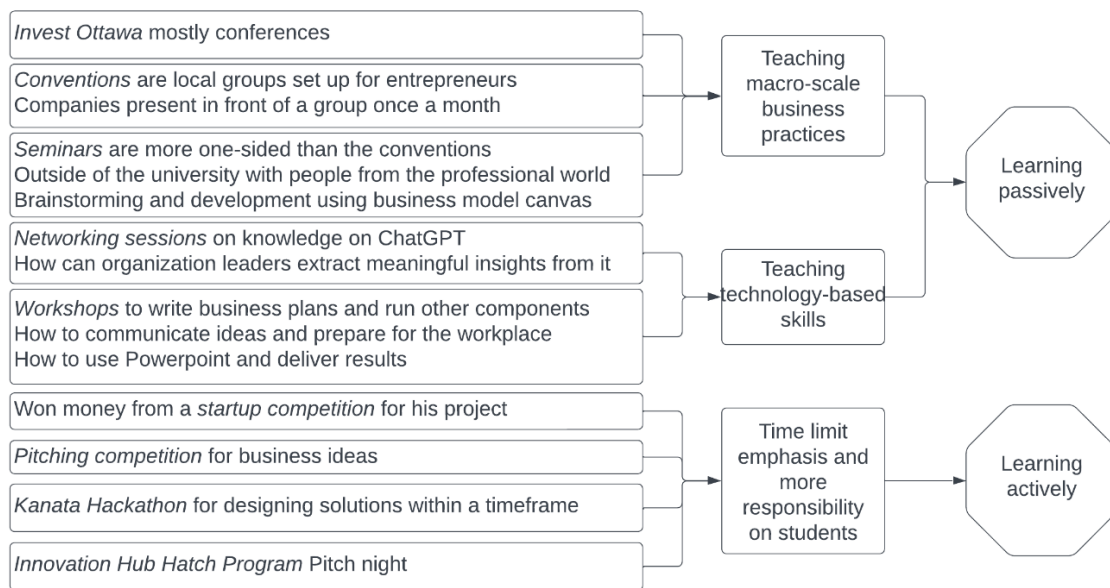 Invest Ottawa mostly conferences
Conventions are local groups set up for entrepreneurs
Companies present in front of a group once a month
Seminars are more one-sided than the conventions
Outside of the university with people from the professional world
Brainstorming and development using business model canvas
Networking sessions on knowledge on ChatGPT
How can organization leaders extract meaningful insights from it
Workshops to write business plans and run other components
How to communicate ideas and prepare for the workplace
How to use Powerpoint and deliver results
Won money from a startup competition for his project
Pitching competition for business ideas
Kanata Hackathon for designing solutions within a timeframe
Innovation Hub Hatch Program Pitch night
Teaching
macro-scale
business
practices
Teaching
technology-based
skills
Time limit
emphasis and
more
responsibility
on students
Learning
passively
Learning
actively